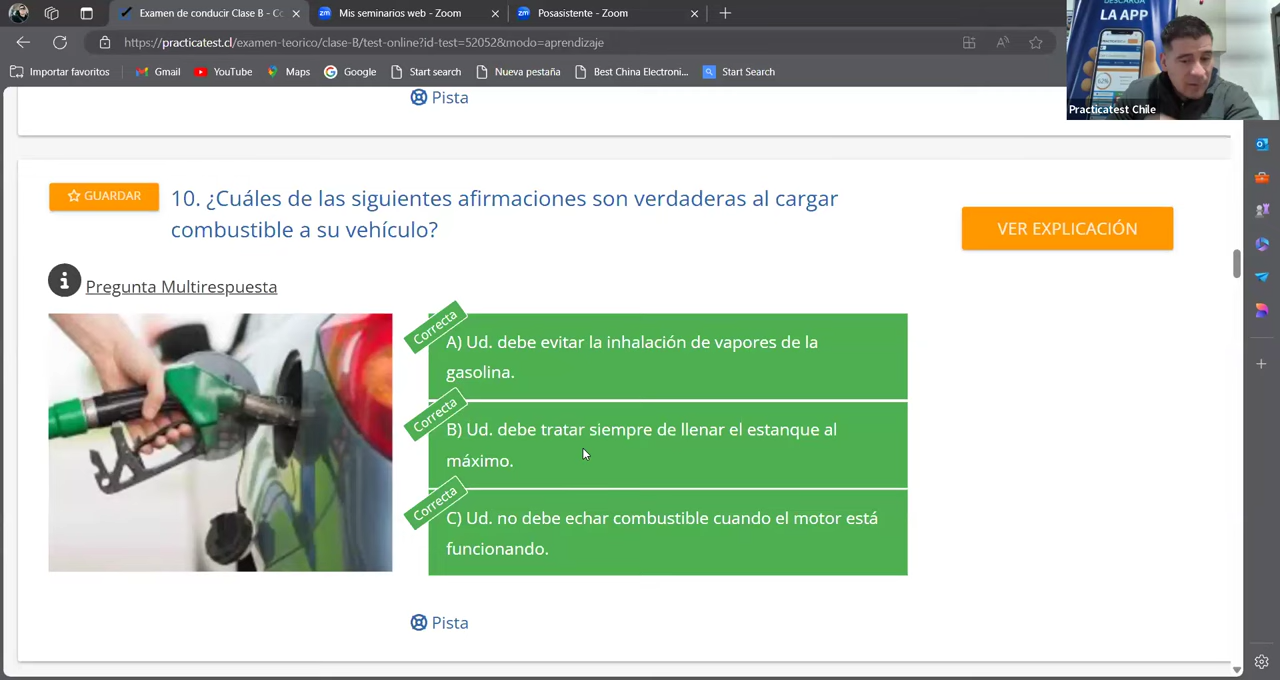 Examen de conducir Clase B - Co
Mis seminarios web - Zoom
Posasistente - Zoom
https://practicatest.cl/examen-teorico/clase-B/test-online?id-test=52052&modo=aprendizaje
Importar favoritos
Gmail
YouTube
Maps
Google
Start search
Nueva pestaña
Best China Electroni...
Start Search
DESCARGA
LA APP
Practicatest Chile
Pista
GUARDAR
10. ¿Cuáles de las siguientes afirmaciones son verdaderas al cargar
combustible a su vehículo?
VER EXPLICACIÓN
Pregunta Multirespuesta
Correcta
A) Ud. debe evitar la inhalación de vapores de la
gasolina.
Correcta
B) Ud. debe tratar siempre de llenar el estanque al
máximo.
Correcta
C) Ud. no debe echar combustible cuando el motor está
funcionando.
Pista